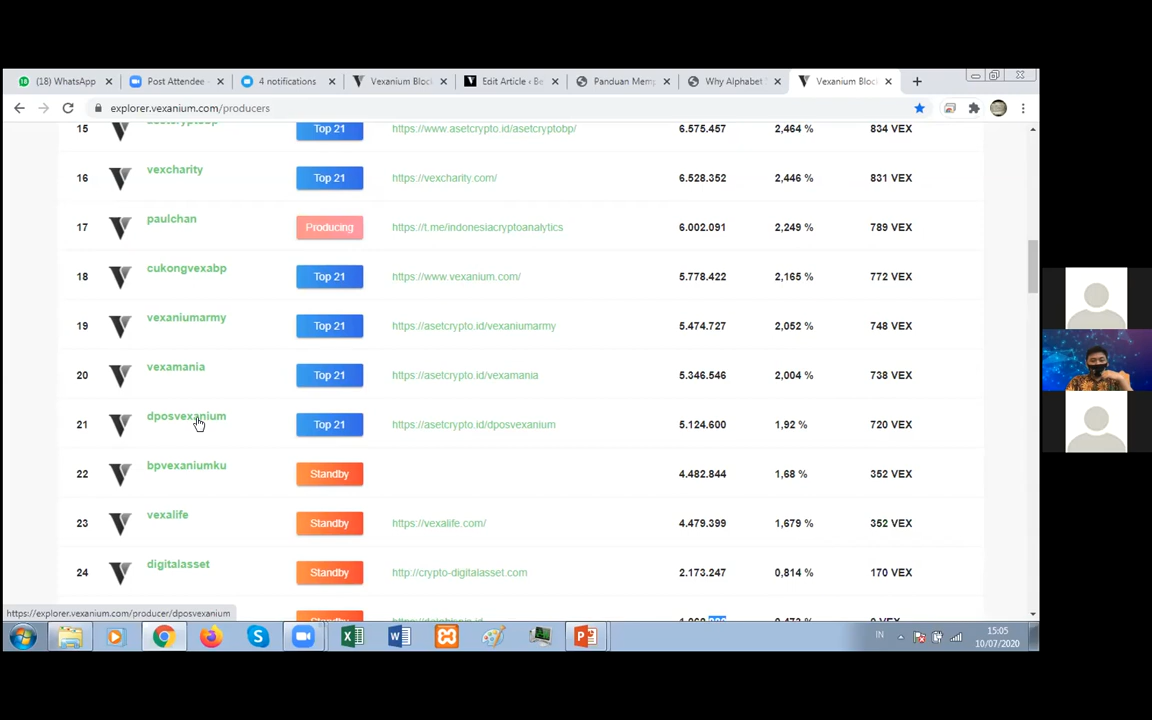 (18) WhatsApp
Post Attendee -
4 notifications
Vexanium Bloc
Edit Article ‹ Be
Panduan Memp
Why Alphabet
Vexanium Bloc
explorer.vexanium.com/producers
15 asetcryptobp Top 21 https://www.asetcrypto.id/asetcryptobp/ 6.575.457 2,464 % 834 VEX
16 vexcharity Top 21 https://vexcharity.com/ 6.528.352 2,446 % 831 VEX
17 paulchan Producing https://t.me/indonesiacryptoanalytics 6.002.091 2,249 % 789 VEX
18 cukongvexabp Top 21 https://www.vexanium.com/ 5.778.422 2,165 % 772 VEX
19 vexaniumarmy Top 21 https://asetcrypto.id/vexaniumarmy 5.474.727 2,052 % 748 VEX
20 vexamania Top 21 https://asetcrypto.id/vexamania 5.346.546 2,004 % 738 VEX
21 dposvexanium Top 21 https://asetcrypto.id/dposvexanium 5.124.600 1,92 % 720 VEX
22 bpvexaniumku Standby 4.482.844 1,68 % 352 VEX
23 vexalife Standby https://vexalife.com/ 4.479.399 1,679 % 352 VEX
24 digitalasset Standby http://crypto-digitalasset.com 2.173.247 0,814 % 170 VEX
https://explorer.vexanium.com/producer/dposvexanium
IN
15:05
10/07/2020